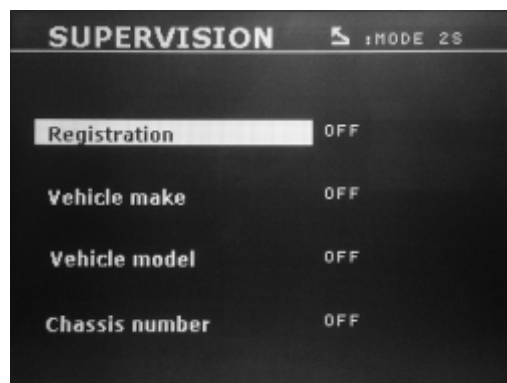 SUPERVISION :MODE 2S
Registration OFF
Vehicle make OFF
Vehicle model OFF
Chassis number OFF